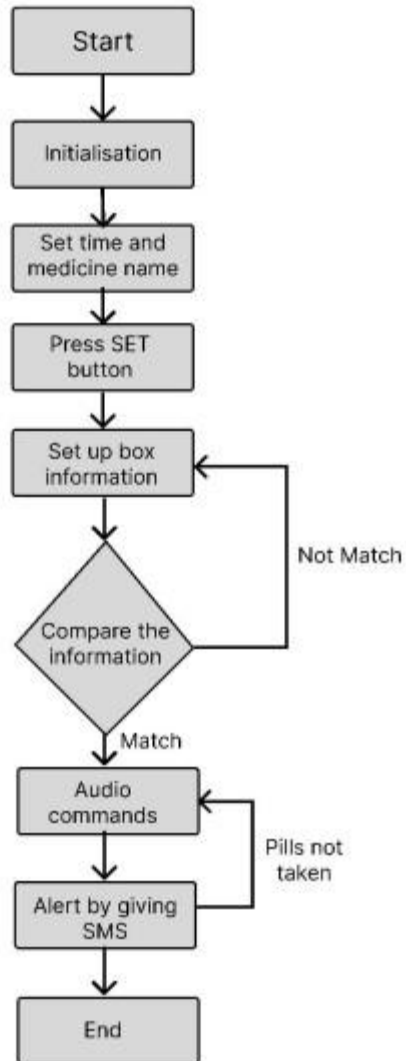 Start
Initialisation
Set time and
medicine name
Press SET
button
Set up box
information
Not Match
Compare the
information
Match
Audio
commands
Pills not
taken
Alert by giving
SMS
End